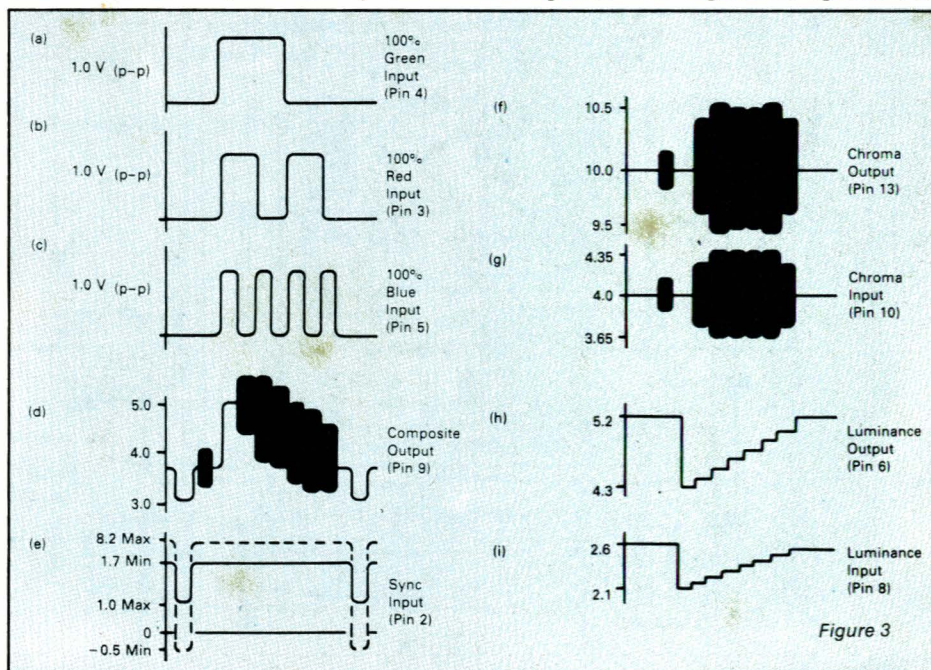 (a)
1.0 V (p-p)
100%
Green
Input
(Pin 4)
(b)
1.0 V (p-p)
100%
Red
Input
(Pin 3)
(c)
1.0 V (p-p)
100%
Blue
Input
(Pin 5)
(d)
5.0
4.0
3.0
Composite
Output
(Pin 9)
(e)
8.2 Max
1.7 Min
1.0 Max
0
-0.5 Min
Sync
Input
(Pin 2)
(f)
10.5
10.0
9.5
Chroma
Output
(Pin 13)
(g)
4.35
4.0
3.65
Chroma
Input
(Pin 10)
(h)
5.2
4.3
Luminance
Output
(Pin 6)
(i)
2.6
2.1
Luminance
Input
(Pin 8)
Figure 3